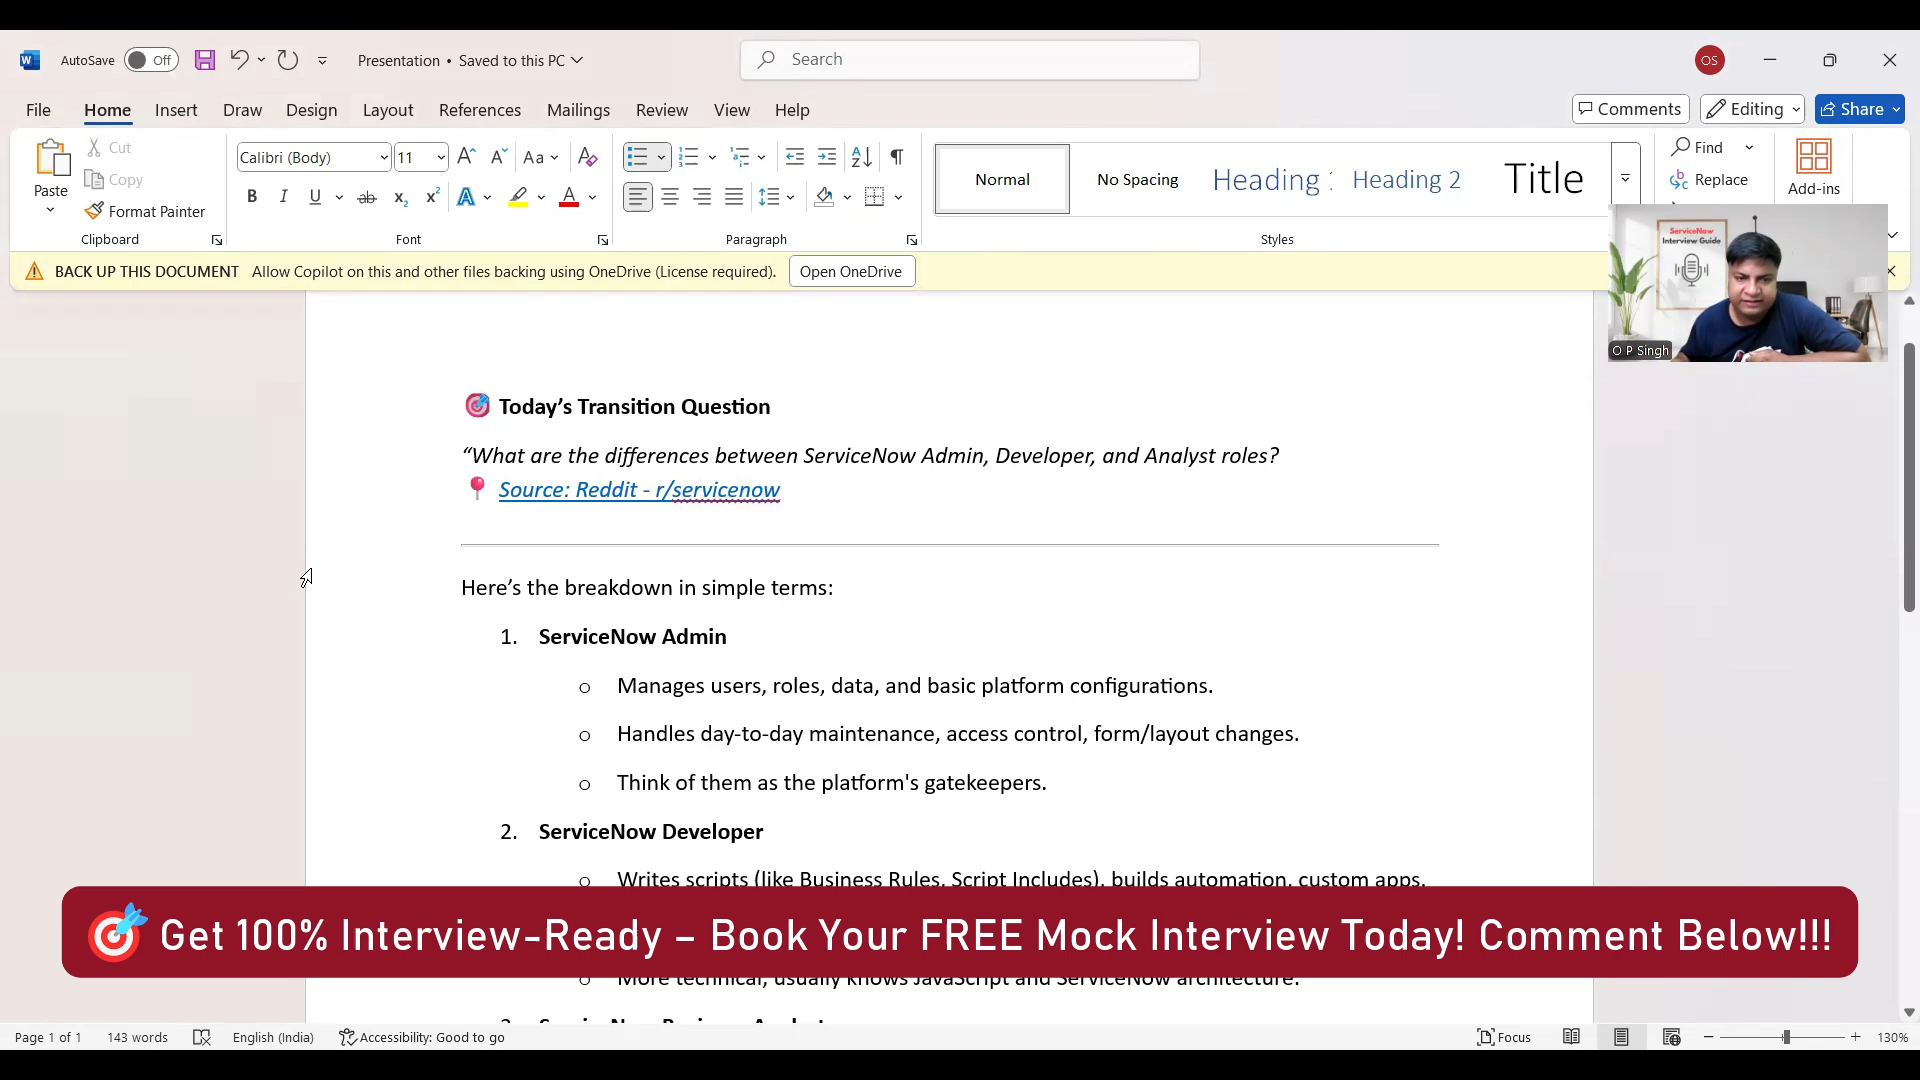 AutoSave Off Presentation • Saved to this PC Search OS
File Home Insert Draw Design Layout References Mailings Review View Help Comments Editing Share
Paste Cut Copy Format Painter Clipboard
Calibri (Body) 11 Font
Paragraph
Normal No Spacing Heading Heading 2 Title Styles
Find Replace Add-ins
BACK UP THIS DOCUMENT Allow Copilot on this and other files backing using OneDrive (License required). Open OneDrive
ServiceNow
Interview Guide
O P Singh
Today’s Transition Question
“What are the differences between ServiceNow Admin, Developer, and Analyst roles?
Source: Reddit - r/servicenow
Here’s the breakdown in simple terms:
1. ServiceNow Admin
o Manages users, roles, data, and basic platform configurations.
o Handles day-to-day maintenance, access control, form/layout changes.
o Think of them as the platform's gatekeepers.
2. ServiceNow Developer
o Writes scripts (like Business Rules, Script Includes), builds automation, custom apps.
Get 100% Interview-Ready – Book Your FREE Mock Interview Today! Comment Below!!!
o More technical, usually knows JavaScript and ServiceNow architecture.
Page 1 of 1 143 words English (India) Accessibility: Good to go Focus 130%